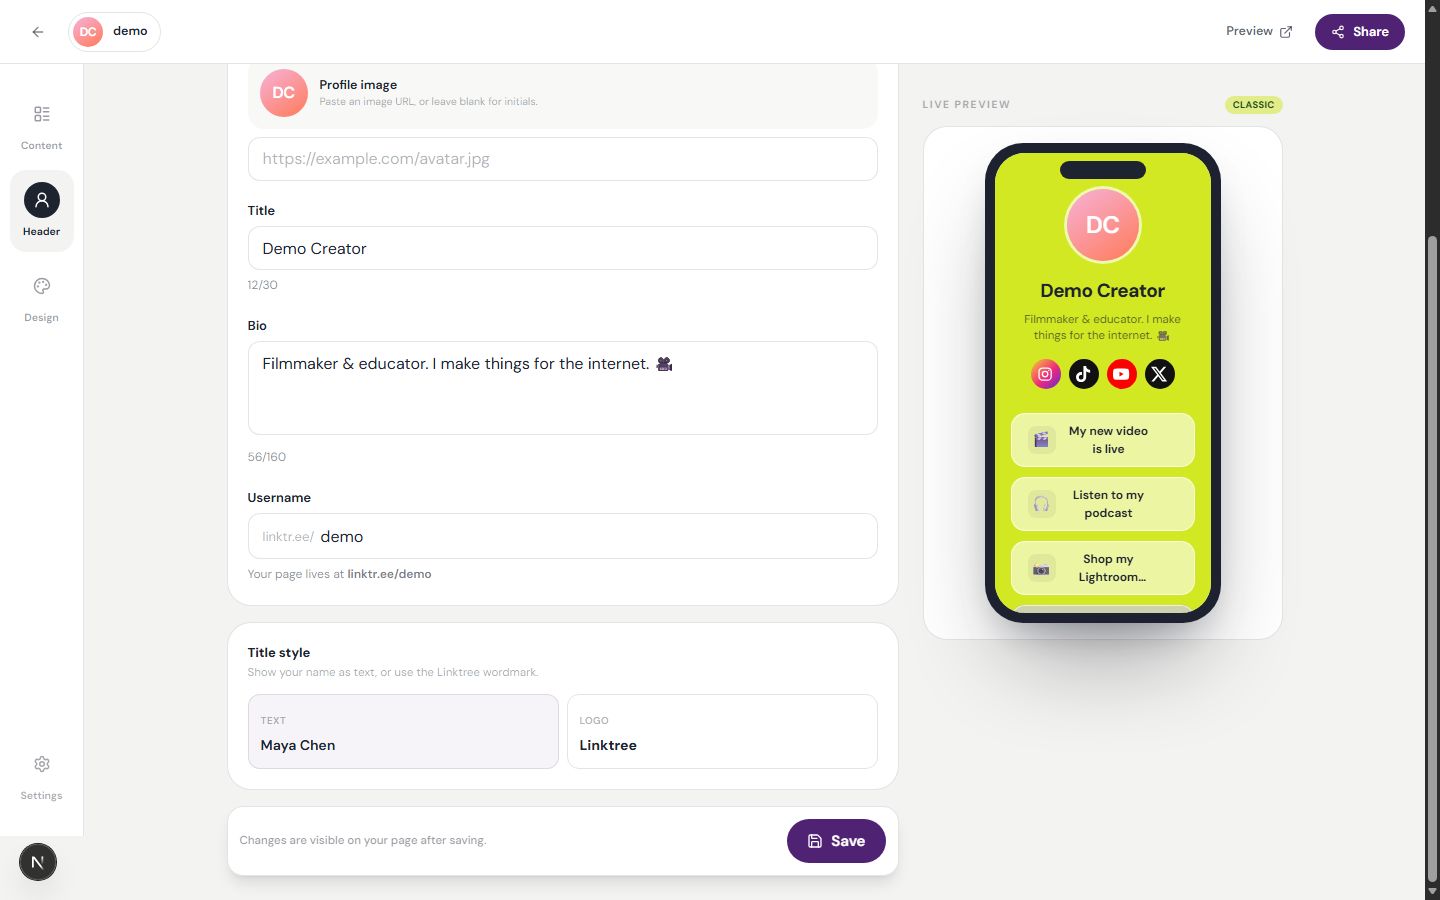 DC demo
Preview
Share
Content
Header
Design
Settings
N
DC
Profile image
Paste an image URL, or leave blank for initials.
https://example.com/avatar.jpg
Title
Demo Creator
12/30
Bio
Filmmaker & educator. I make things for the internet. 🎥
56/160
Username
linktr.ee/ demo
Your page lives at linktr.ee/demo
Title style
Show your name as text, or use the Linktree wordmark.
TEXT
Maya Chen
LOGO
Linktree
Changes are visible on your page after saving.
Save
LIVE PREVIEW
CLASSIC
DC
Demo Creator
Filmmaker & educator. I make
things for the internet. 🎥
My new video
is live
Listen to my
podcast
Shop my
Lightroom...